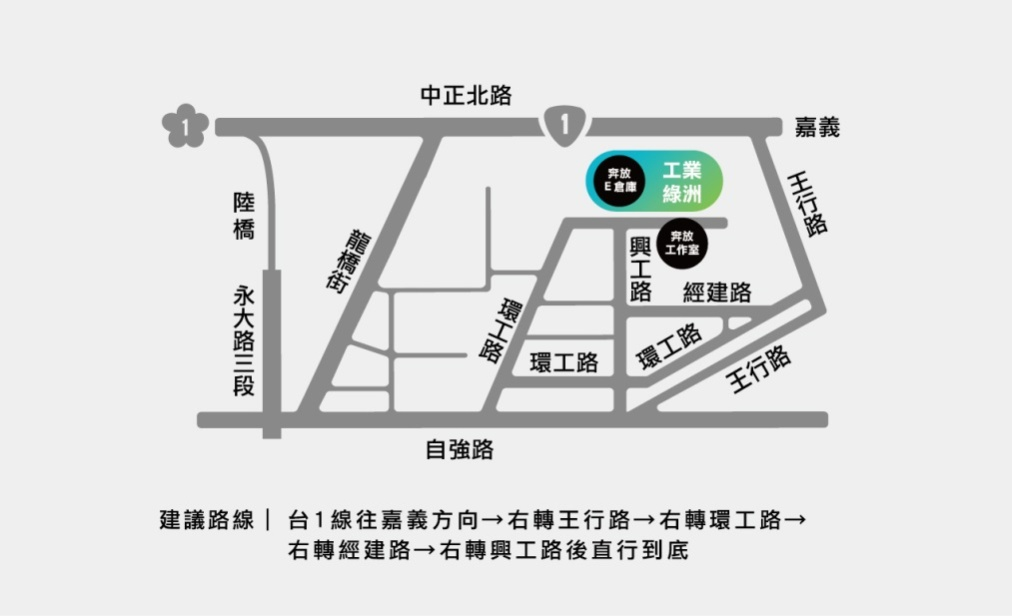 中正北路
1
1
嘉義
奔放
E倉庫
工業
綠洲
王行路
陸橋
龍橋街
興工路
奔放
工作室
永大路三段
經建路
環工路
環工路
環工路
王行路
自強路
建議路線｜ 台1線往嘉義方向→右轉王行路→右轉環工路→
右轉經建路→右轉興工路後直行到底